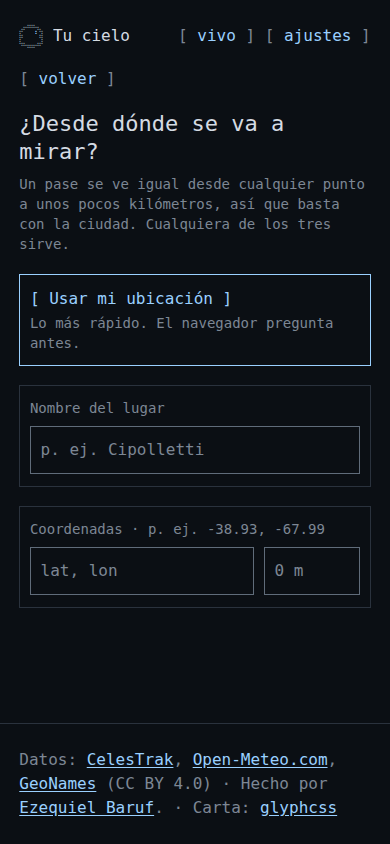 Tu cielo [ vivo ] [ ajustes ]
[ volver ]
¿Desde dónde se va a
mirar?
Un pase se ve igual desde cualquier punto
a unos pocos kilómetros, así que basta
con la ciudad. Cualquiera de los tres
sirve.
[ Usar mi ubicación ]
Lo más rápido. El navegador pregunta
antes.
Nombre del lugar
p. ej. Cipolletti
Coordenadas · p. ej. -38.93, -67.99
lat, lon 0 m
Datos: CelesTrak, Open-Meteo.com,
GeoNames (CC BY 4.0) · Hecho por
Ezequiel Baruf. · Carta: glyphcss